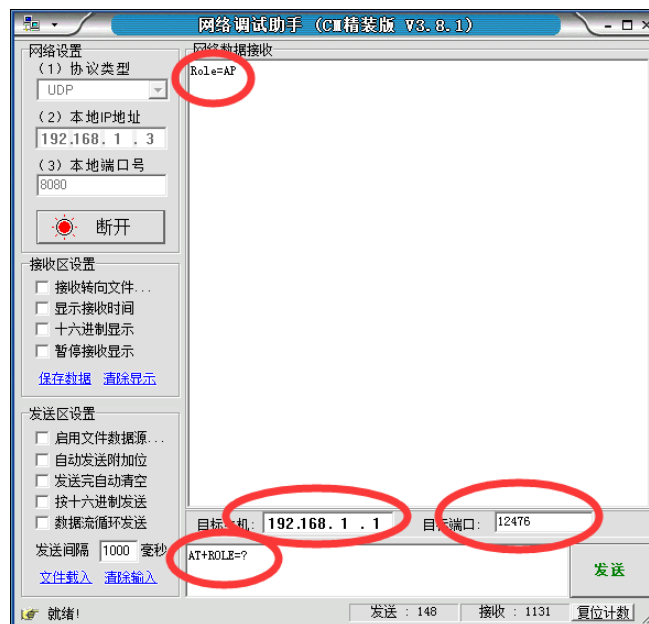 网络调试助手 (CM精装版 V3.8.1)
网络设置
(1) 协议类型
UDP
(2) 本地IP地址
192.168. 1 . 3
(3) 本地端口号
8080
断开
接收区设置
接收转向文件...
显示接收时间
十六进制显示
暂停接收显示
保存数据 清除显示
发送区设置
启用文件数据源...
自动发送附加位
发送完自动清空
按十六进制发送
数据流循环发送
发送间隔 1000 毫秒
文件载入 清除输入
网络数据接收
Role=AP
目标主机: 192.168. 1 . 1 目标端口: 12476
AT+ROLE=?
发送
就绪! 发送 : 148 接收 : 1131 复位计数